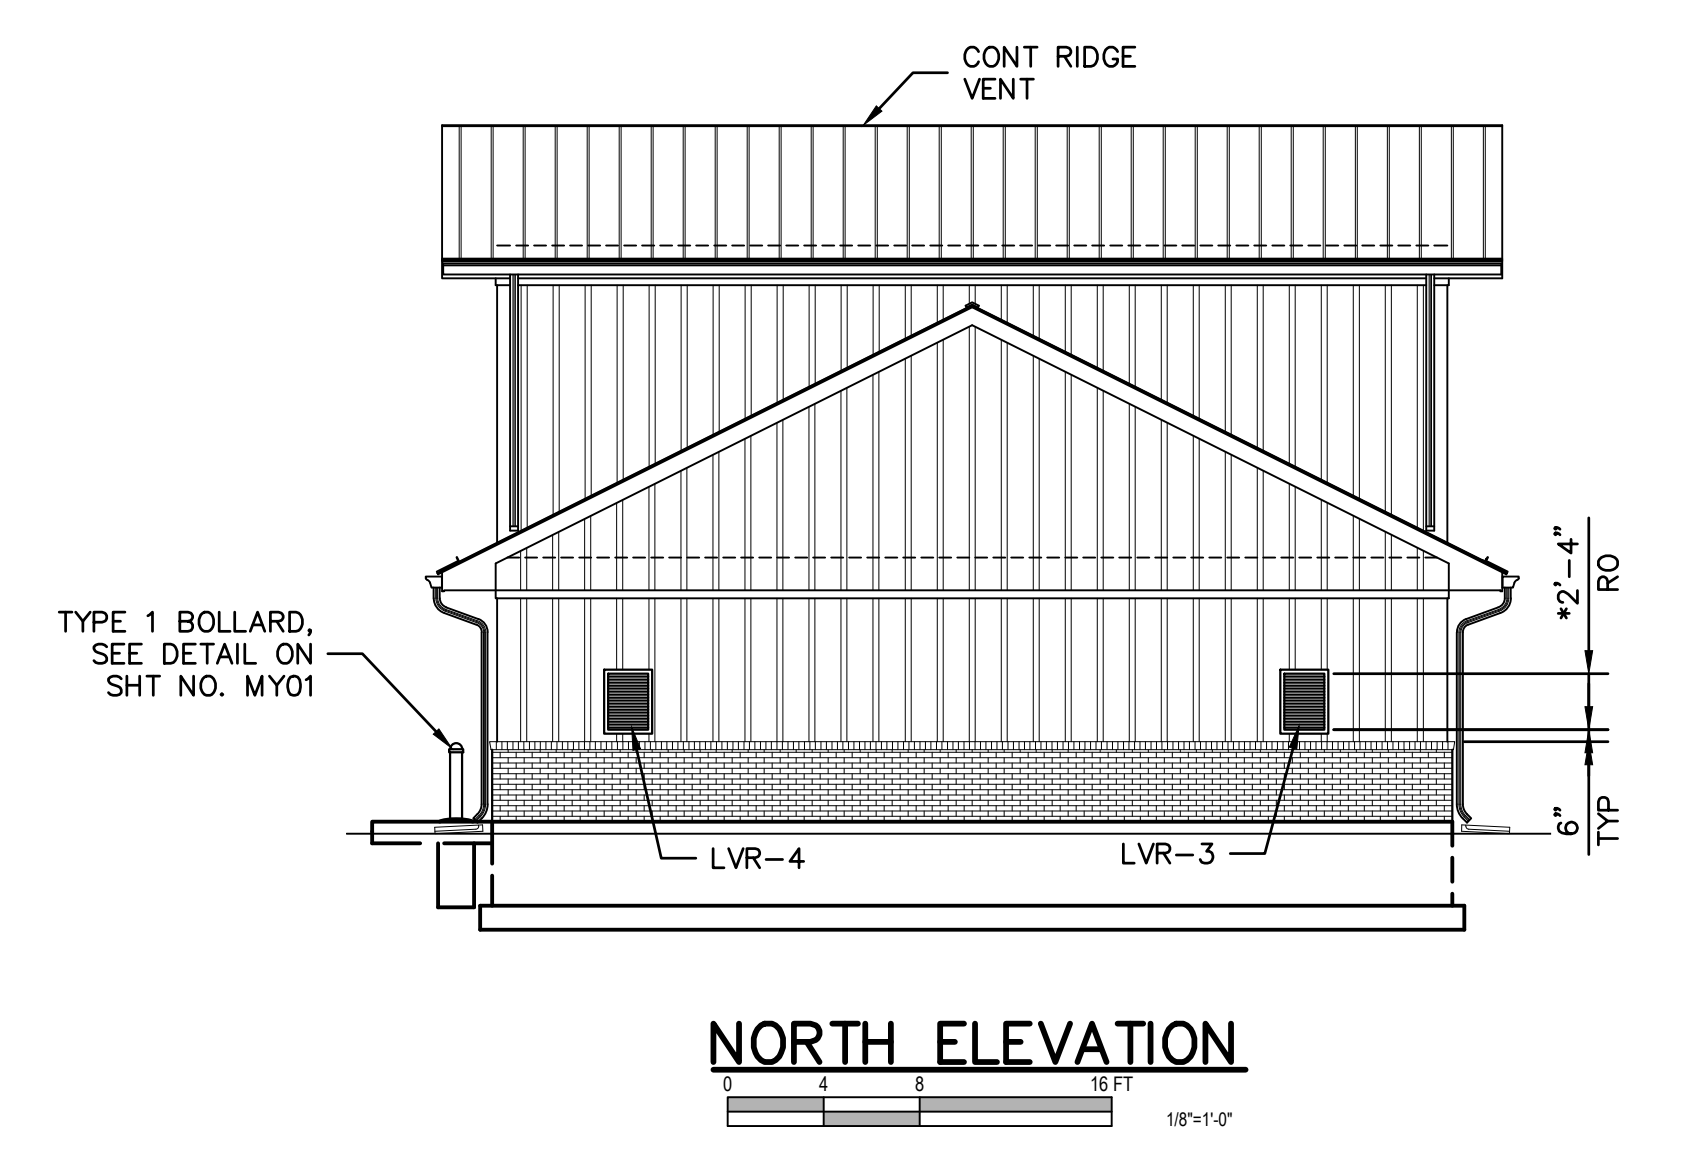 CONT RIDGE
VENT
*2'-4"
RO
TYPE 1 BOLLARD,
SEE DETAIL ON
SHT NO. MY01
6"
TYP
LVR-4
LVR-3
NORTH ELEVATION
0 4 8 16 FT
1/8"=1'-0"